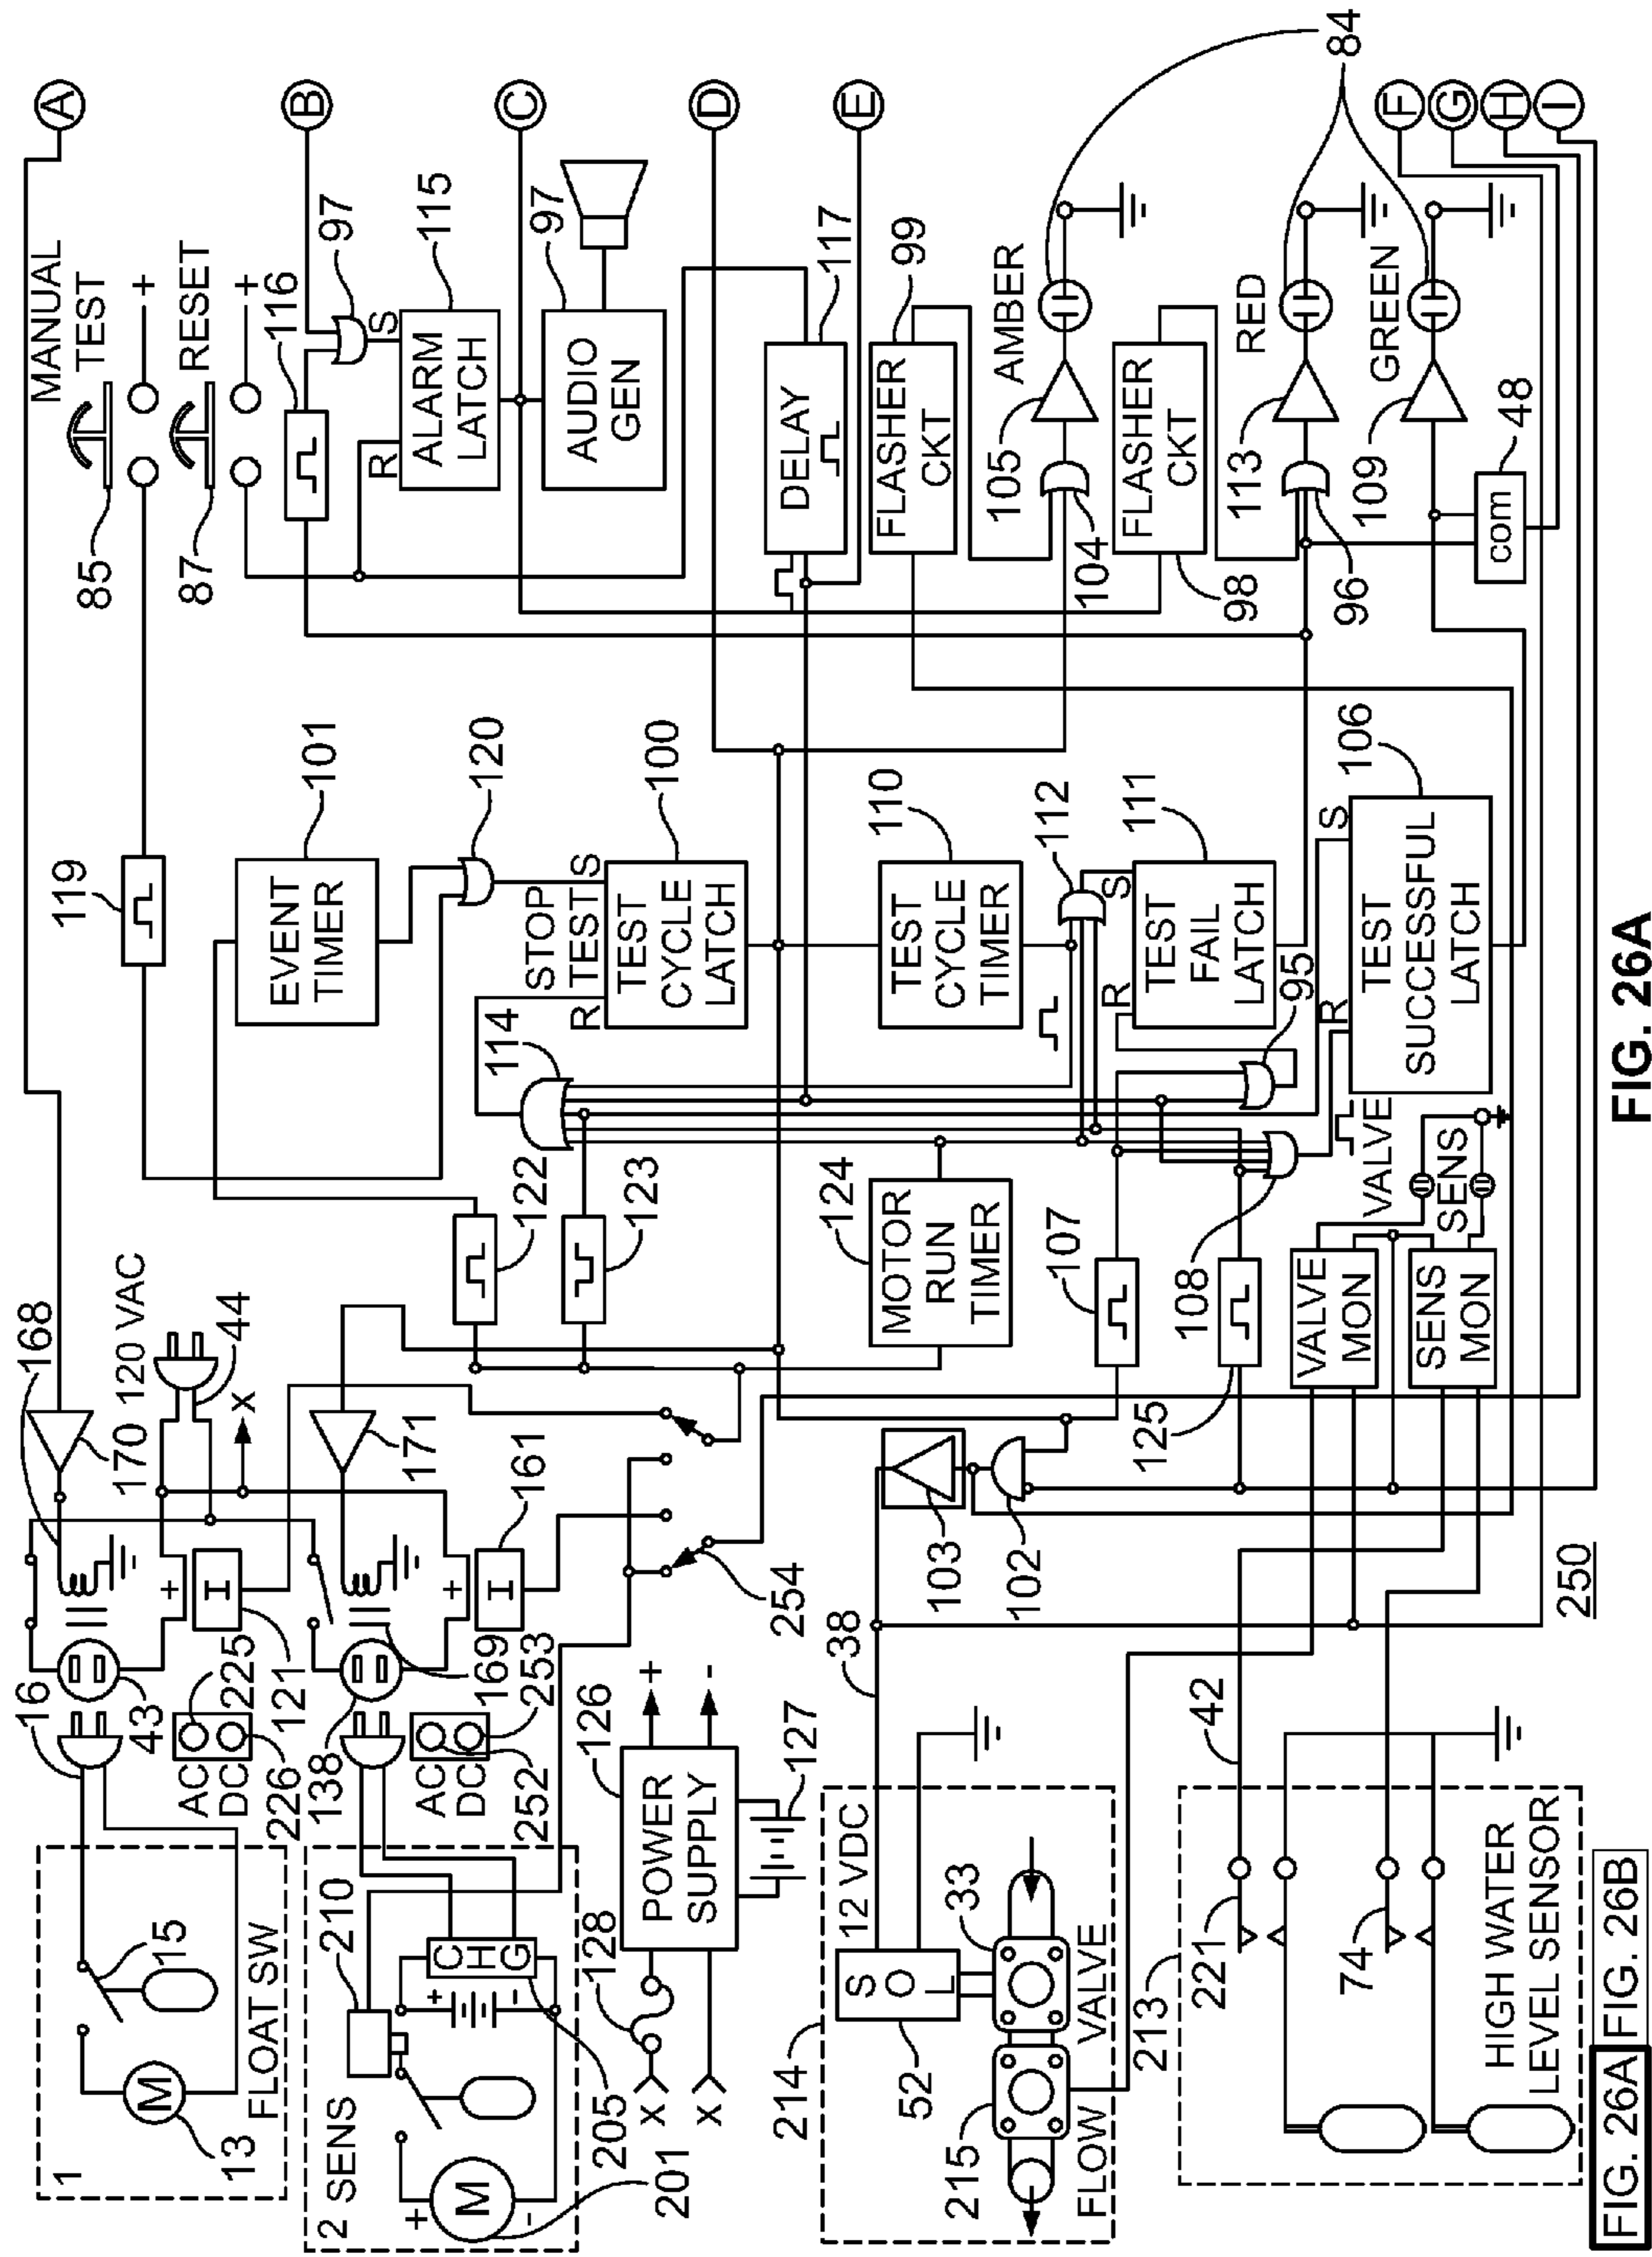 A
MANUAL
TEST
+
85
RESET
+
87
119
116
B
97
S
R
ALARM
LATCH
115
C
AUDIO
GEN
97
D
E
DELAY
117
FLASHER
CKT
99
AMBER
105
104
84
FLASHER
CKT
98
RED
113
96
GREEN
109
com
48
F
G
H
I
EVENT
TIMER
101
120
STOP
TEST
S
R
TEST
CYCLE
LATCH
100
114
TEST
CYCLE
TIMER
110
112
S
R
TEST
FAIL
LATCH
111
95
S
R
TEST
SUCCESSFUL
LATCH
106
122
123
MOTOR
RUN
TIMER
124
107
108
125
VALVE
SENS
VALVE
MON
SENS
MON
168
170
120 VAC
44
X
171
+
I
121
+
I
161
254
103
102
16
43
AC
DC
225
226
138
169
AC
DC
253
252
1
115
M
13
FLOAT SW
2 SENS
210
C
H
G
+
-
+
M
-
205
201
128
X
X
POWER
SUPPLY
126
+
-
127
38
12 VDC
214
SOL
52
33
215
FLOW VALVE
42
213
221
74
HIGH WATER
LEVEL SENSOR
250
FIG. 26A
FIG. 26A FIG. 26B